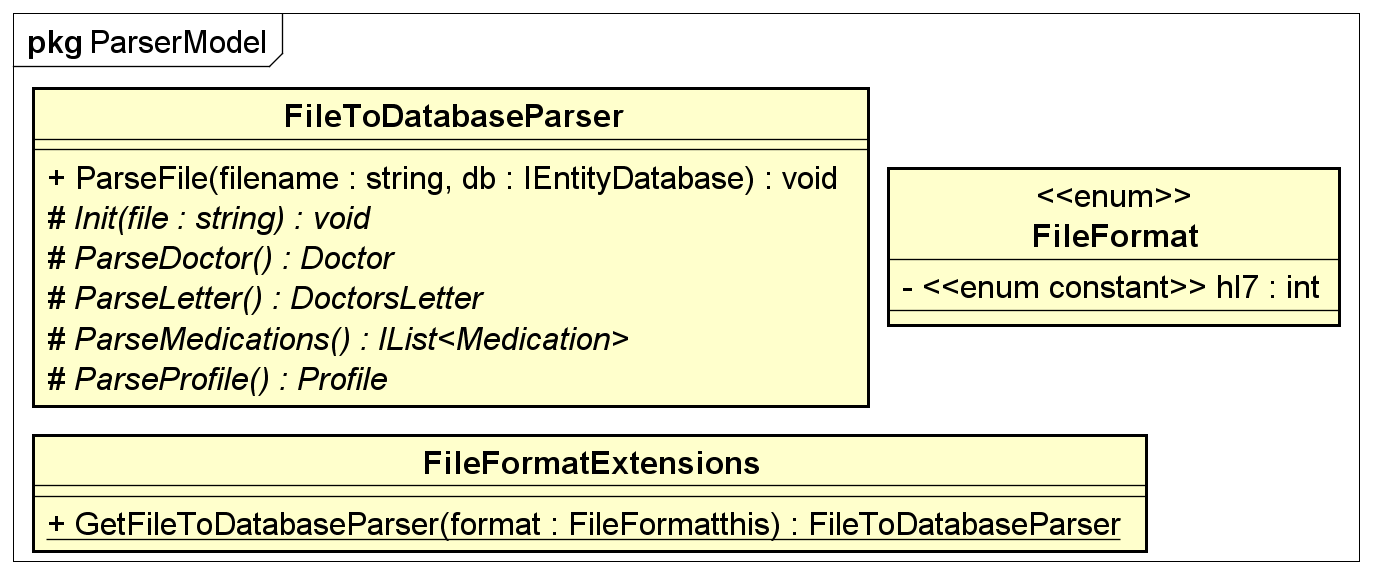 pkg ParserModel
FileToDatabaseParser
+ ParseFile(filename : string, db : IEntityDatabase) : void
# Init(file : string) : void
# ParseDoctor() : Doctor
# ParseLetter() : DoctorsLetter
# ParseMedications() : IList<Medication>
# ParseProfile() : Profile
<<enum>>
FileFormat
- <<enum constant>> hl7 : int
FileFormatExtensions
+ GetFileToDatabaseParser(format : FileFormatthis) : FileToDatabaseParser